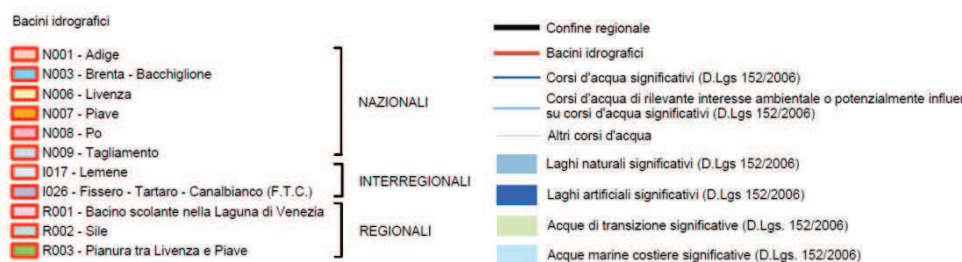 Bacini idrografici
N001 - Adige
N003 - Brenta - Bacchiglione
N006 - Livenza
N007 - Piave
N008 - Po
N009 - Tagliamento
NAZIONALI
I017 - Lemene
I026 - Fissero - Tartaro - Canalbianco (F.T.C.)
INTERREGIONALI
R001 - Bacino scolante nella Laguna di Venezia
R002 - Sile
R003 - Pianura tra Livenza e Piave
REGIONALI
Confine regionale
Bacini idrografici
Corsi d'acqua significativi (D.Lgs 152/2006)
Corsi d'acqua di rilevante interesse ambientale o potenzialmente influe
su corsi d'acqua significativi (D.Lgs 152/2006)
Altri corsi d'acqua
Laghi naturali significativi (D.Lgs 152/2006)
Laghi artificiali significativi (D.Lgs 152/2006)
Acque di transizione significative (D.Lgs. 152/2006)
Acque marine costiere significative (D.Lgs. 152/2006)